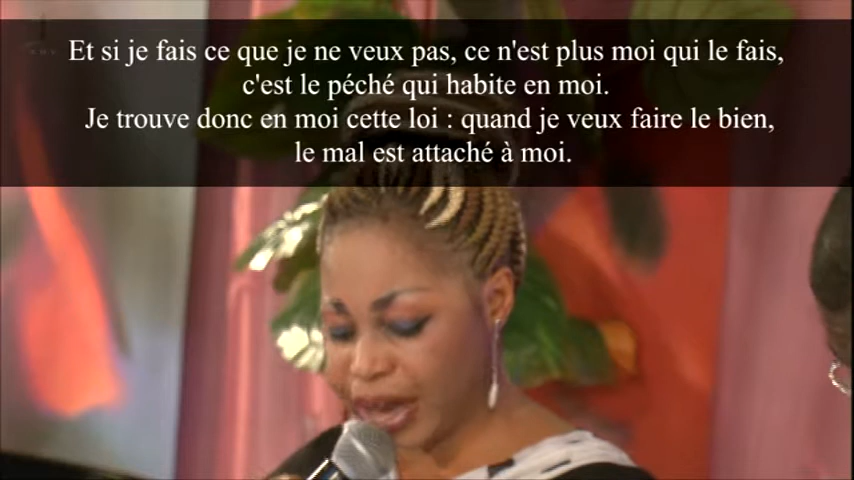 Et si je fais ce que je ne veux pas, ce n'est plus moi qui le fais,
c'est le péché qui habite en moi.
Je trouve donc en moi cette loi : quand je veux faire le bien,
le mal est attaché à moi.